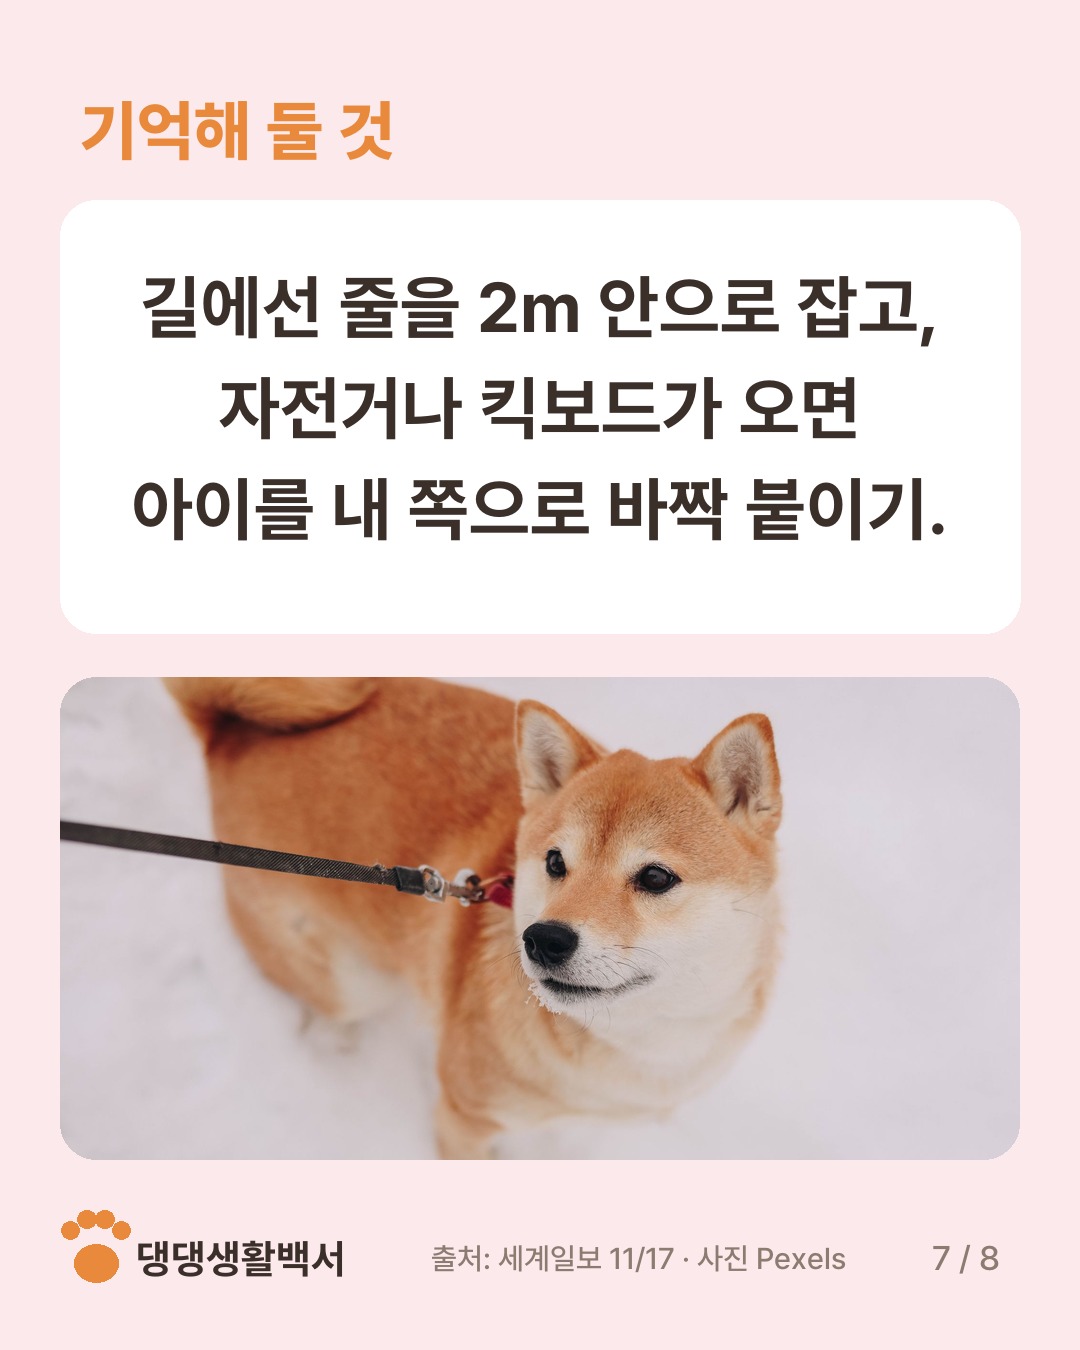 기억해 둘 것
길에선 줄을 2m 안으로 잡고,
자전거나 킥보드가 오면
아이를 내 쪽으로 바짝 붙이기.
댕댕생활백서
출처: 세계일보 11/17 · 사진 Pexels
7 / 8